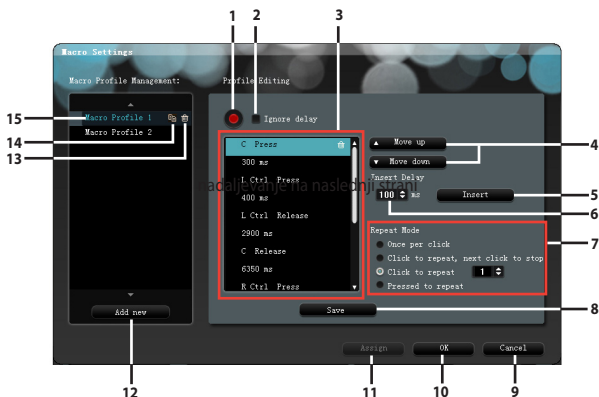 1
2
3
Macro Settings
Macro Profile Management:
Profile Editing
15
Macro Profile 1
14
Macro Profile 2
13
Ignore delay
C Press
300 ms
L Ctrl Press
nadaljevanje na naslednji strani
400 ms
L Ctrl Release
2900 ms
C Release
6350 ms
R Ctrl Press
Move up
Move down
4
Insert Delay
100 ms
Insert
5
6
Repeat Mode
7
Once per click
Click to repeat, next click to stop
Click to repeat 1
Pressed to repeat
Add new
Save
8
Assign
OK
Cancel
12
11
10
9